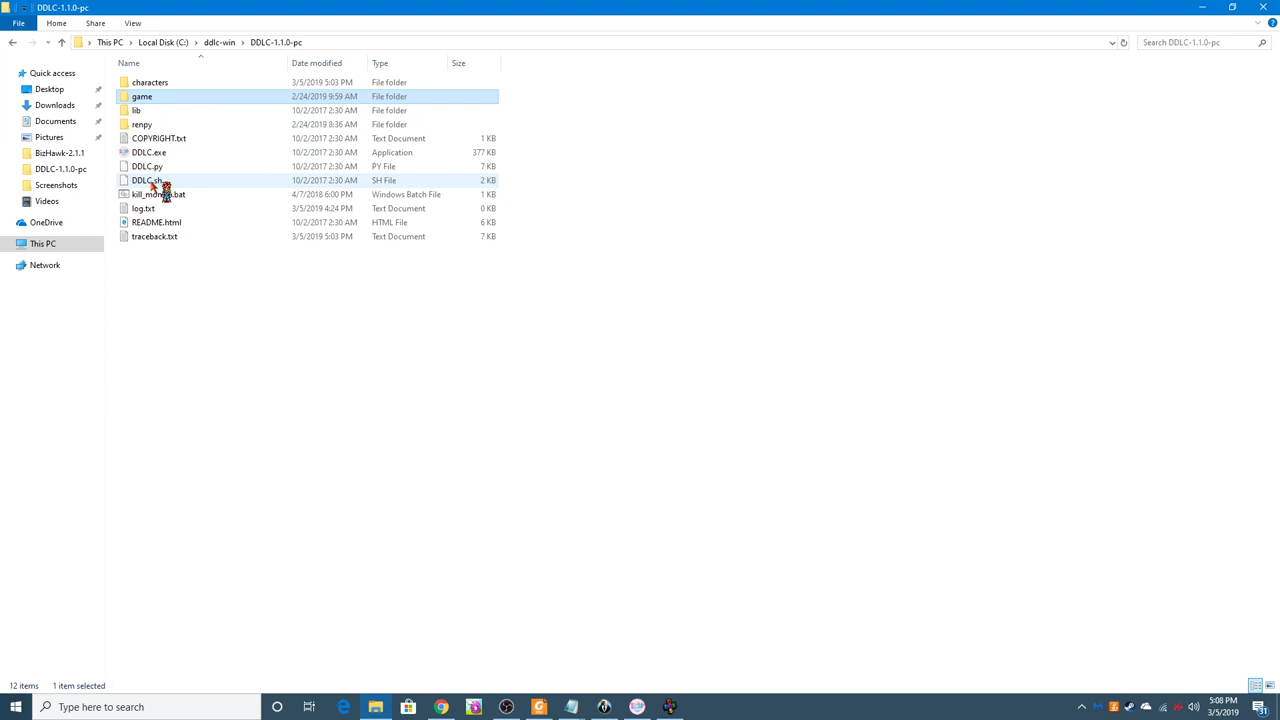 DDLC-1.1.0-pc
File Home Share View
This PC Local Disk (C:) ddlc-win DDLC-1.1.0-pc Search DDLC-1.1.0-pc
Name Date modified Type Size
Quick access
Desktop
Downloads
Documents
Pictures
BizHawk-2.1.1
DDLC-1.1.0-pc
Screenshots
Videos
OneDrive
This PC
Network
characters 3/5/2019 5:03 PM File folder
game 2/24/2019 9:59 AM File folder
lib 10/2/2017 2:30 AM File folder
renpy 2/24/2019 8:36 AM File folder
COPYRIGHT.txt 10/2/2017 2:30 AM Text Document 1 KB
DDLC.exe 10/2/2017 2:30 AM Application 377 KB
DDLC.py 10/2/2017 2:30 AM PY File 7 KB
DDLC.sh 10/2/2017 2:30 AM SH File 2 KB
4/7/2018 6:00 PM Windows Batch File 1 KB
log.txt 3/5/2019 4:24 PM Text Document 0 KB
README.html 10/2/2017 2:30 AM HTML File 6 KB
traceback.txt 3/5/2019 5:03 PM Text Document 7 KB
12 items 1 item selected
Type here to search
5:08 PM
3/5/2019
31